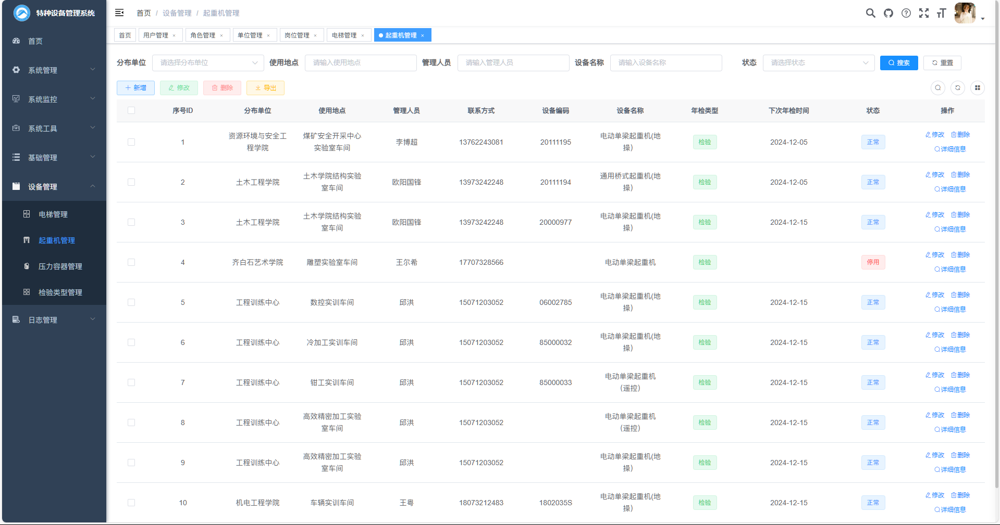 特种设备管理系统
首页 / 设备管理 / 起重机管理
首页
系统管理
系统监控
系统工具
基础管理
设备管理
电梯管理
起重机管理
压力容器管理
检验类型管理
日志管理
首页 用户管理 × 角色管理 × 单位管理 × 岗位管理 × 电梯管理 × 起重机管理 ×
分布单位 请选择分布单位 使用地点 请输入使用地点 管理人员 请输入管理人员 设备名称 请输入设备名称 状态 请选择状态 搜索 重置
新增 修改 删除 导出
序号ID 分布单位 使用地点 管理人员 联系方式 设备编码 设备名称 年检类型 下次年检时间 状态 操作
资源环境与安全工 煤矿安全开采中心 电动单梁起重机(地 修改 删除
1 李博超 13762243081 20111195 检验 2024-12-05 正常
程学院 实验室车间 操) 详细信息
土木学院结构实验 通用桥式起重机(地 修改 删除
2 土木工程学院 欧阳国锋 13973242248 20111194 检验 2024-12-05 正常
室车间 操) 详细信息
土木学院结构实验 电动单梁起重机(地 修改 删除
3 土木工程学院 欧阳国锋 13973242248 20000977 检验 2024-12-15 正常
室车间 操) 详细信息
修改 删除
4 齐白石艺术学院 雕塑实验室车间 王尔希 17707328566 电动单梁起重机 检验 停用
详细信息
电动单梁起重机(地 修改 删除
5 工程训练中心 数控实训车间 邱洪 15071203052 06002785 检验 2024-12-15 正常
操) 详细信息
电动单梁起重机(地 修改 删除
6 工程训练中心 冷加工实训车间 邱洪 15071203052 85000032 检验 2024-12-15 正常
操) 详细信息
电动单梁起重机 修改 删除
7 工程训练中心 钳工实训车间 邱洪 15071203052 85000033 检验 2024-12-15 正常
(遥控) 详细信息
高效精密加工实验 电动单梁起重机 修改 删除
8 工程训练中心 邱洪 15071203052 检验 2024-12-15 正常
室车间 (遥控) 详细信息
高效精密加工实验 电动单梁起重机(地 修改 删除
9 工程训练中心 邱洪 15071203052 检验 2024-12-15 正常
室车间 操) 详细信息
电动单梁起重机(地 修改 删除
10 机电工程学院 车辆实训车间 王粤 18073212483 1802035S 检验 2024-12-15 正常
操) 详细信息